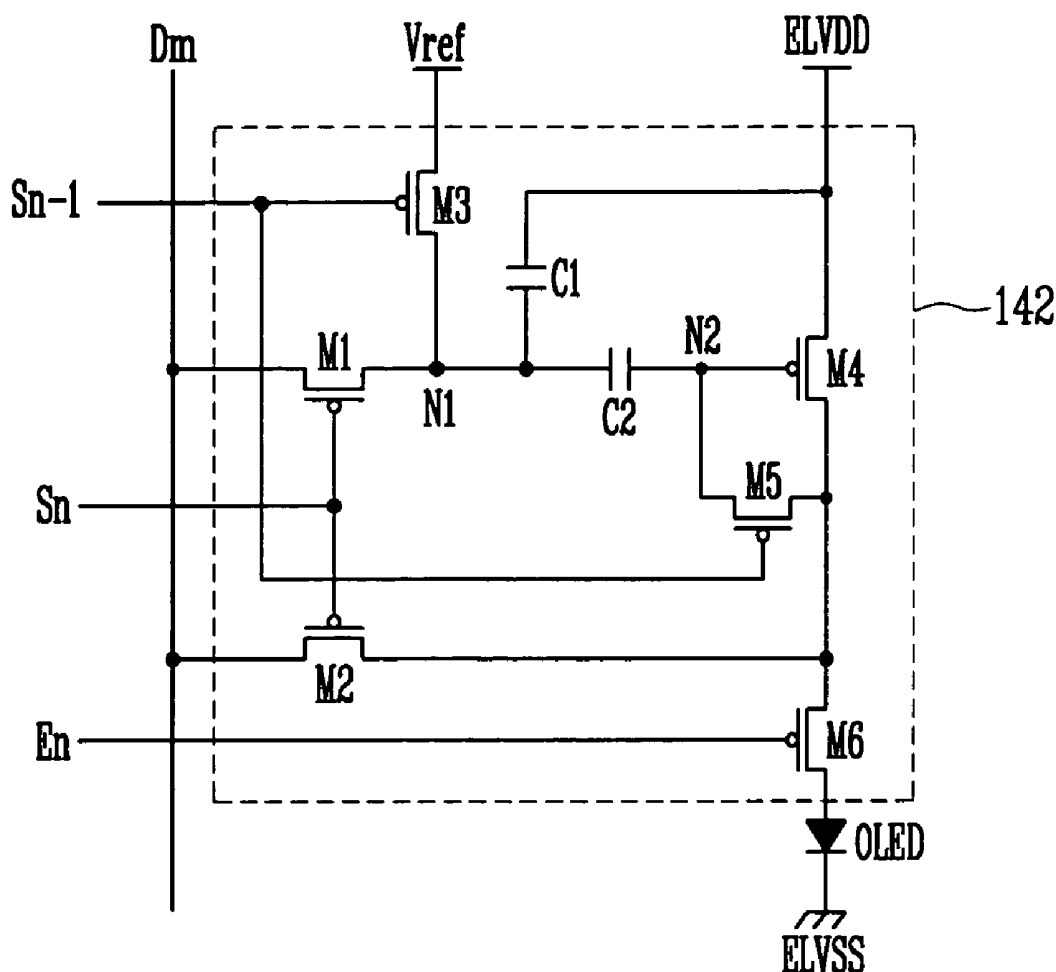 Dm
Vref
ELVDD
Sn-1
M3
C1
142
M1
N1
C2
N2
M4
M5
Sn
M2
En
M6
OLED
ELVSS